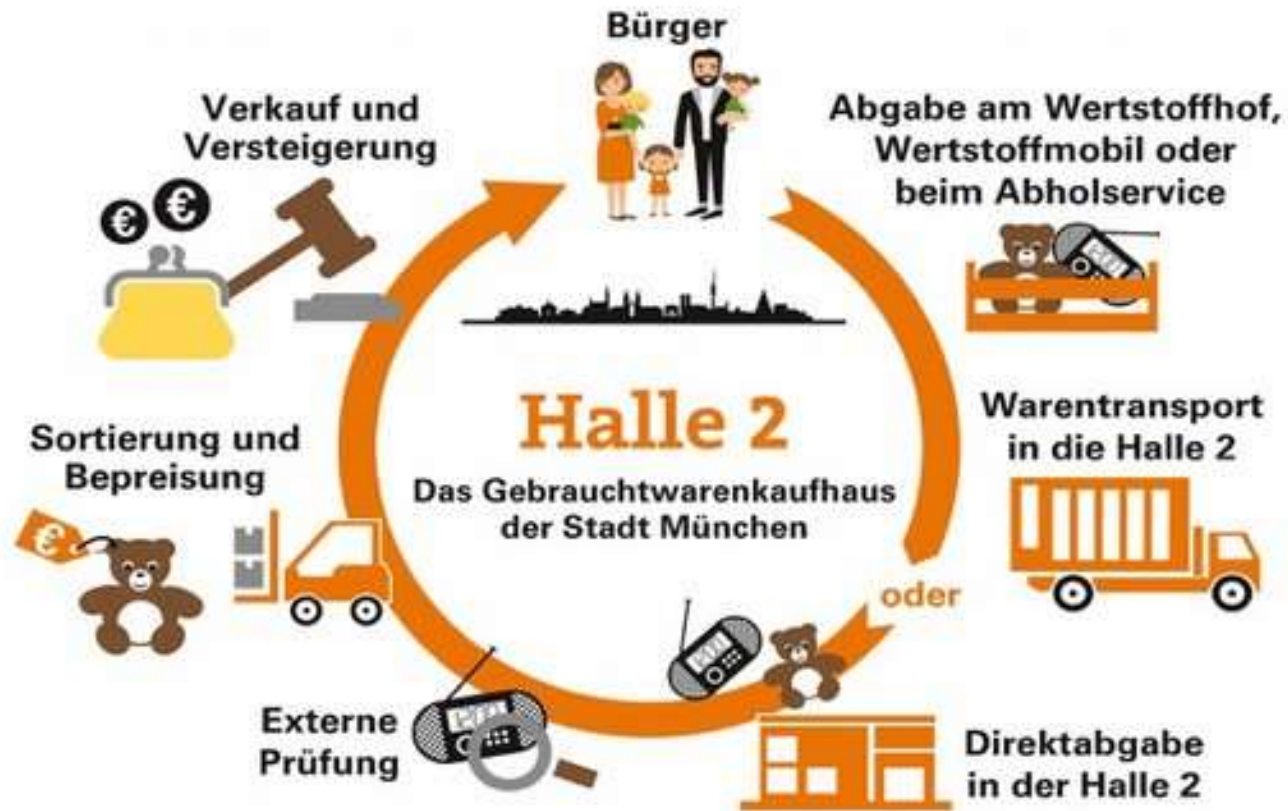 Bürger
Abgabe am Wertstoffhof,
Wertstoffmobil oder
beim Abholservice
Warentransport
in die Halle 2
oder
Direktabgabe
in der Halle 2
Externe
Prüfung
Sortierung und
Bepreisung
€
Verkauf und
Versteigerung
€ €
Halle 2
Das Gebrauchtwarenkaufhaus
der Stadt München